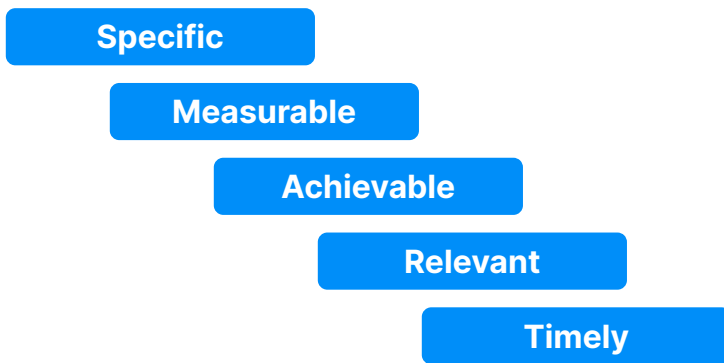 Specific
Measurable
Achievable
Relevant
Timely